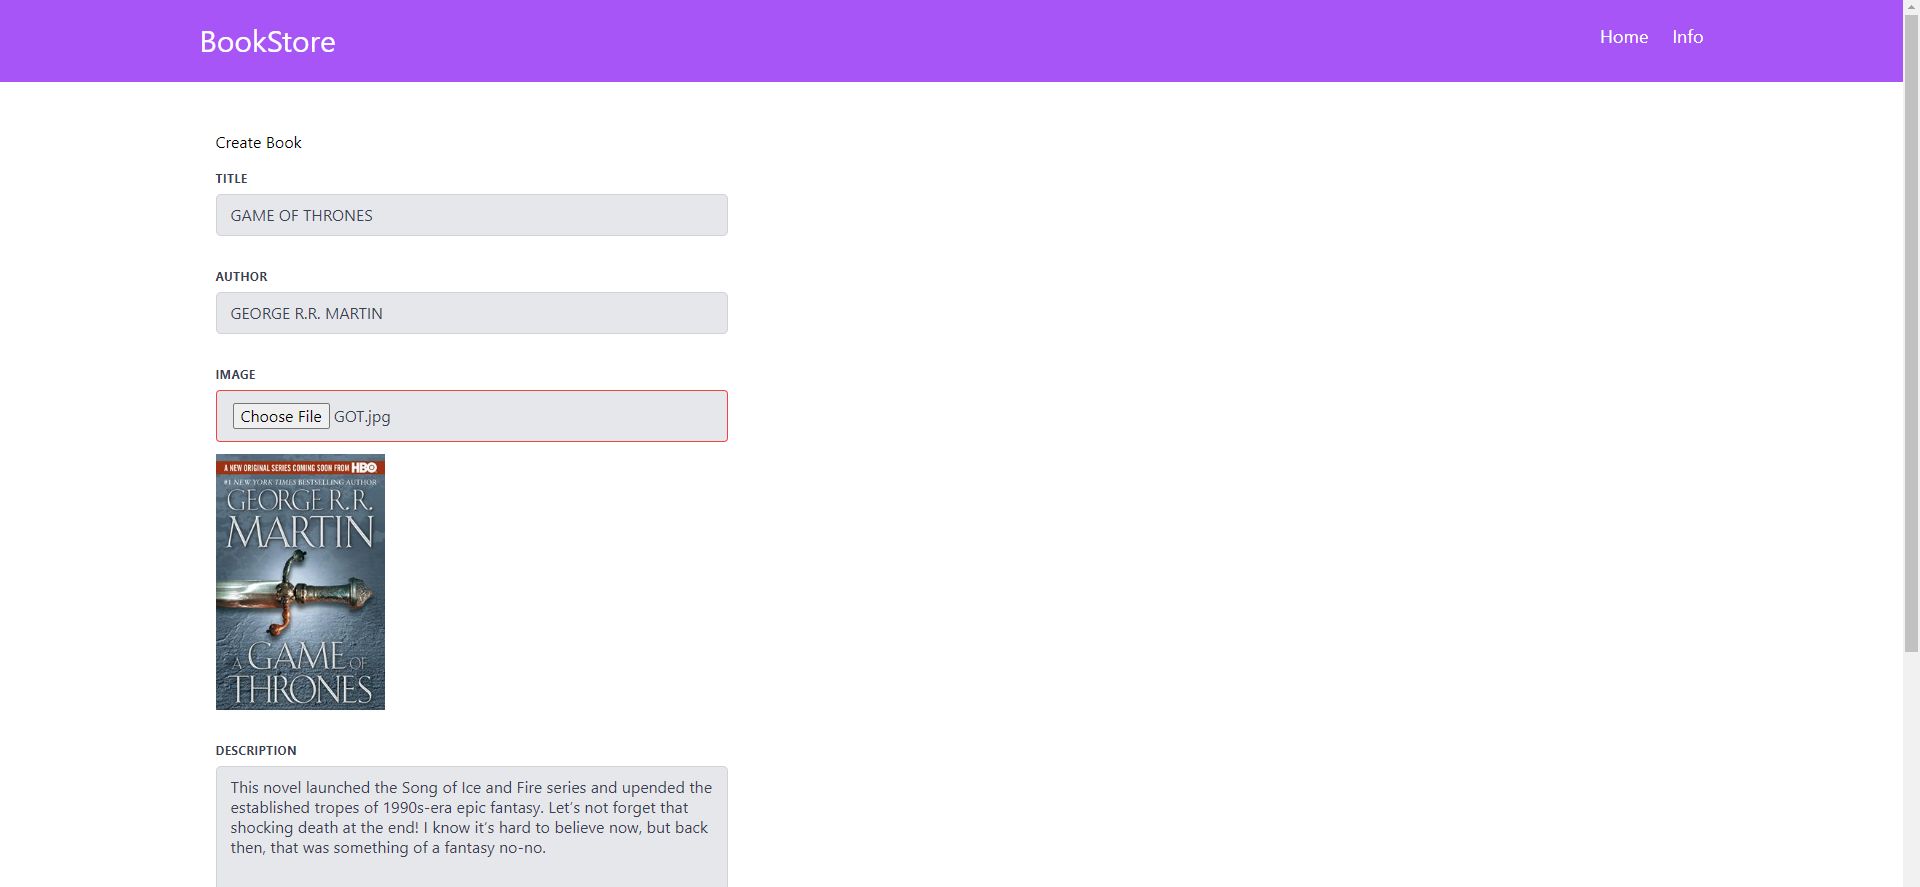 BookStore
Home Info
Create Book
TITLE
GAME OF THRONES
AUTHOR
GEORGE R.R. MARTIN
IMAGE
Choose File GOT.jpg
A NEW ORIGINAL SERIES COMING SOON FROM HBO
#1 NEW YORK TIMES BESTSELLING AUTHOR
GEORGE R.R.
MARTIN
A GAME OF
THRONES
DESCRIPTION
This novel launched the Song of Ice and Fire series and upended the
established tropes of 1990s-era epic fantasy. Let’s not forget that
shocking death at the end! I know it’s hard to believe now, but back
then, that was something of a fantasy no-no.